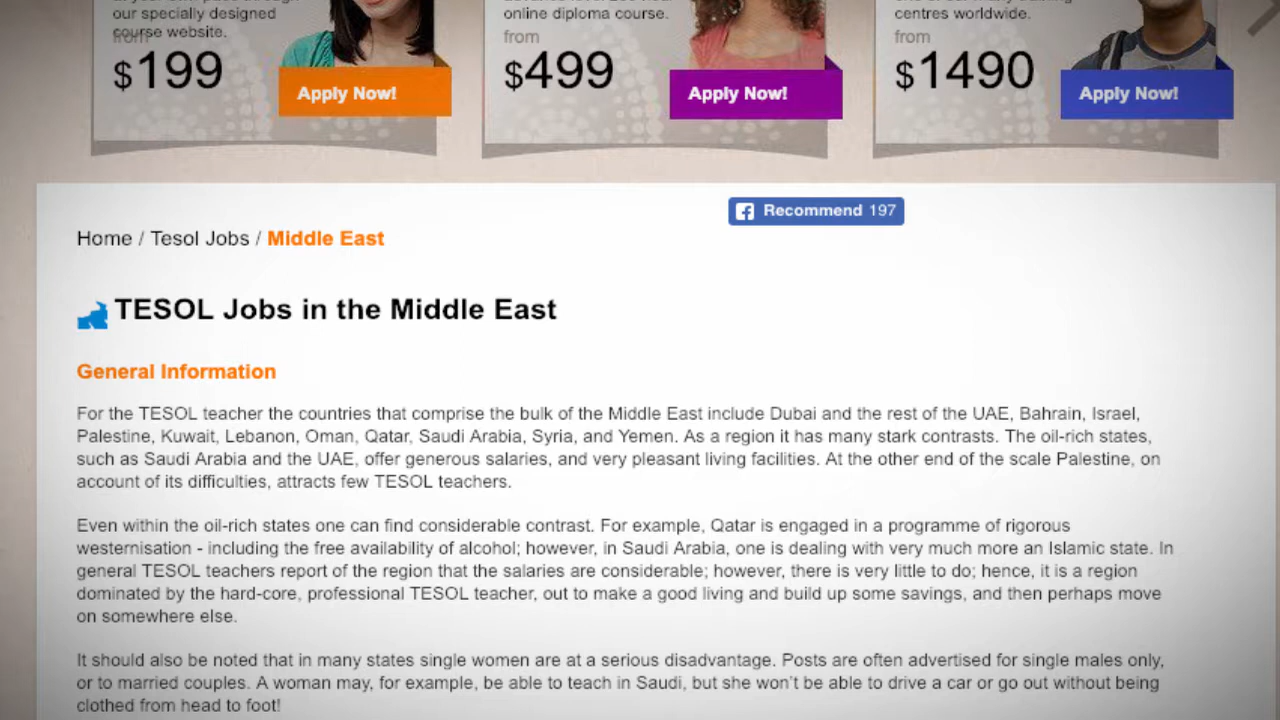 our specially designed
course website.
from
$199
Apply Now!
online diploma course.
from
$499
Apply Now!
centres worldwide.
from
$1490
Apply Now!
Recommend 197
Home / Tesol Jobs / Middle East
TESOL Jobs in the Middle East
General Information
For the TESOL teacher the countries that comprise the bulk of the Middle East include Dubai and the rest of the UAE, Bahrain, Israel,
Palestine, Kuwait, Lebanon, Oman, Qatar, Saudi Arabia, Syria, and Yemen. As a region it has many stark contrasts. The oil-rich states,
such as Saudi Arabia and the UAE, offer generous salaries, and very pleasant living facilities. At the other end of the scale Palestine, on
account of its difficulties, attracts few TESOL teachers.
Even within the oil-rich states one can find considerable contrast. For example, Qatar is engaged in a programme of rigorous
westernisation - including the free availability of alcohol; however, in Saudi Arabia, one is dealing with very much more an Islamic state. In
general TESOL teachers report of the region that the salaries are considerable; however, there is very little to do; hence, it is a region
dominated by the hard-core, professional TESOL teacher, out to make a good living and build up some savings, and then perhaps move
on somewhere else.
It should also be noted that in many states single women are at a serious disadvantage. Posts are often advertised for single males only,
or to married couples. A woman may, for example, be able to teach in Saudi, but she won't be able to drive a car or go out without being
clothed from head to foot!